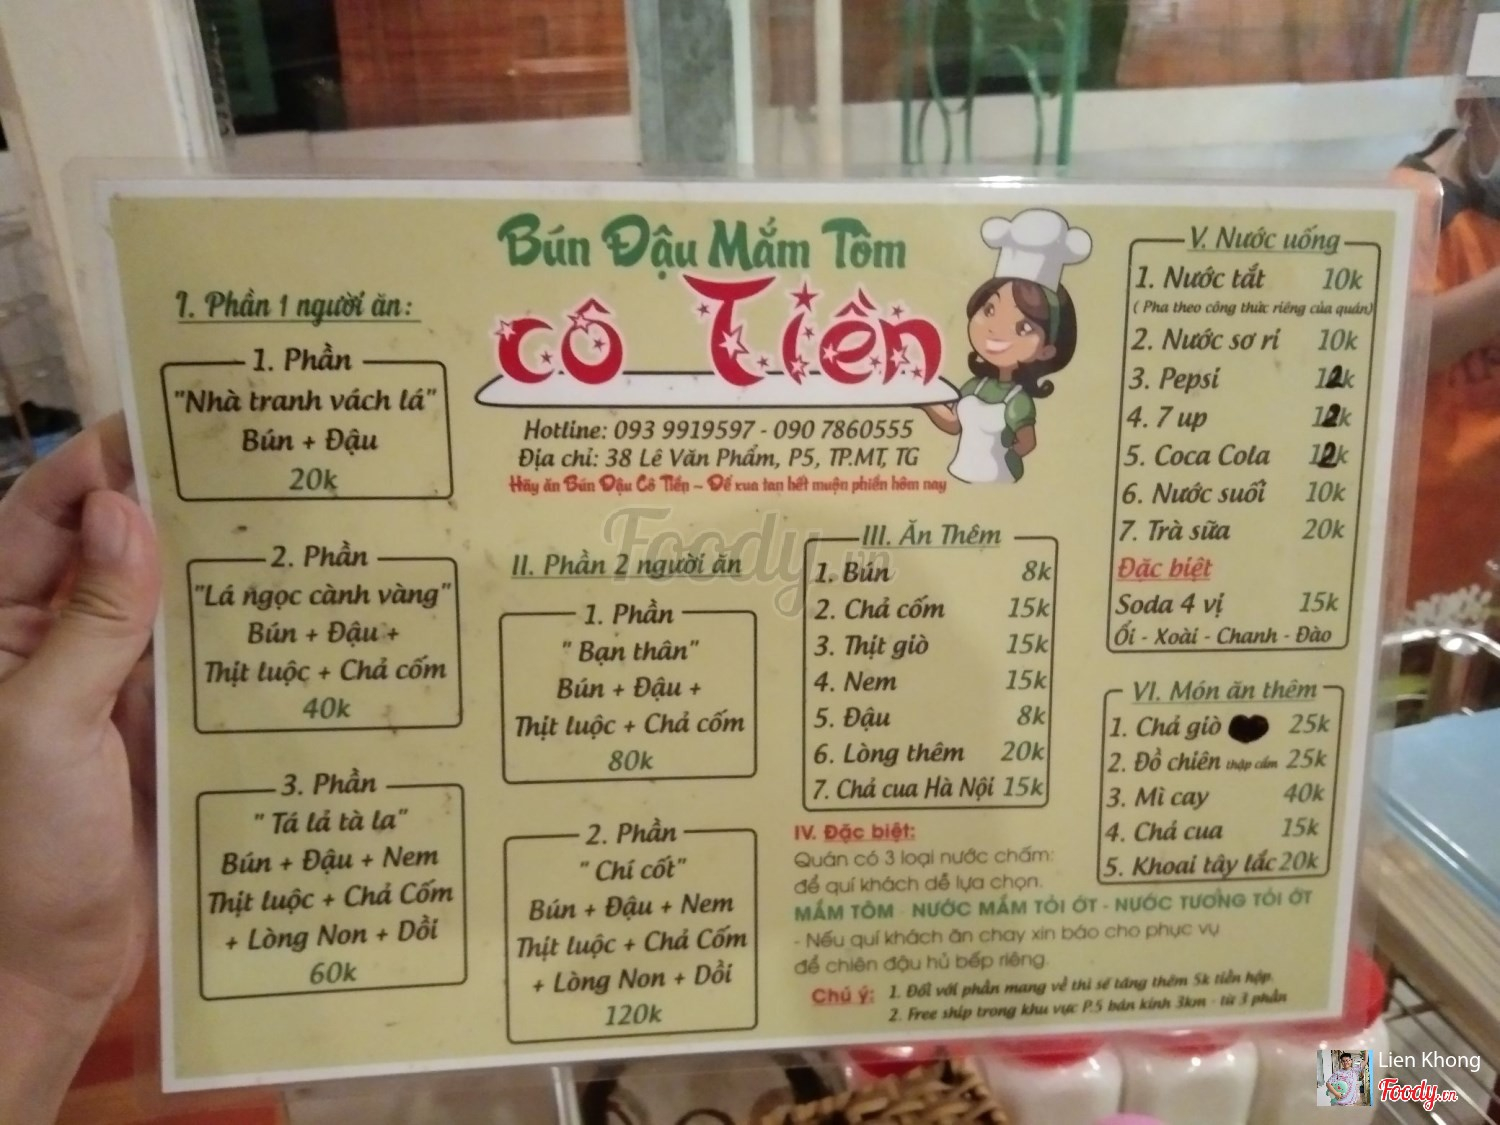 Bún Đậu Mắm Tôm
Cô Tiên
Hotline: 093 9919597 - 090 7860555
Địa chỉ: 38 Lê Văn Phẩm, P5, TP.MT, TG
Hãy ăn Bún Đậu Cô Tiên - Để xua tan hết muộn phiền hôm nay
I. Phần 1 người ăn:
1. Phần
"Nhà tranh vách lá"
Bún + Đậu
20k
2. Phần
"Lá ngọc cành vàng"
Bún + Đậu +
Thịt luộc + Chả cốm
40k
3. Phần
" Tá lả tà la"
Bún + Đậu + Nem
Thịt luộc + Chả Cốm
+ Lòng Non + Dồi
60k
II. Phần 2 người ăn
1. Phần
" Bạn thân"
Bún + Đậu +
Thịt luộc + Chả cốm
80k
2. Phần
" Chí cốt"
Bún + Đậu + Nem
Thịt luộc + Chả Cốm
+ Lòng Non + Dồi
120k
III. Ăn Thêm
1. Bún 8k
2. Chả cốm 15k
3. Thịt giò 15k
4. Nem 15k
5. Đậu 8k
6. Lòng thêm 20k
7. Chả cua Hà Nội 15k
IV. Đặc biệt:
Quán có 3 loại nước chấm:
để quí khách dễ lựa chọn.
MẮM TÔM - NƯỚC MẮM TỎI ỚT - NƯỚC TƯƠNG TỎI ỚT
- Nếu quí khách ăn chay xin báo cho phục vụ
để chiên đậu hủ bếp riêng.
Chú ý: 1. Đối với phần mang về thì sẽ tăng thêm 5k tiền hộp.
2. Free ship trong khu vực P.5 bán kính 3km - từ 3 phần
V. Nước uống
1. Nước tắt 10k
( Pha theo công thức riêng của quán)
2. Nước sơ ri 10k
3. Pepsi 12k
4. 7 up 12k
5. Coca Cola 12k
6. Nước suối 10k
7. Trà sữa 20k
Đặc biệt
Soda 4 vị 15k
Ổi - Xoài - Chanh - Đào
VI. Món ăn thêm
1. Chả giò 25k
2. Đồ chiên thập cẩm 25k
3. Mì cay 40k
4. Chả cua 15k
5. Khoai tây lắc 20k
Foody.vn
Lien Khong
Foody.vn